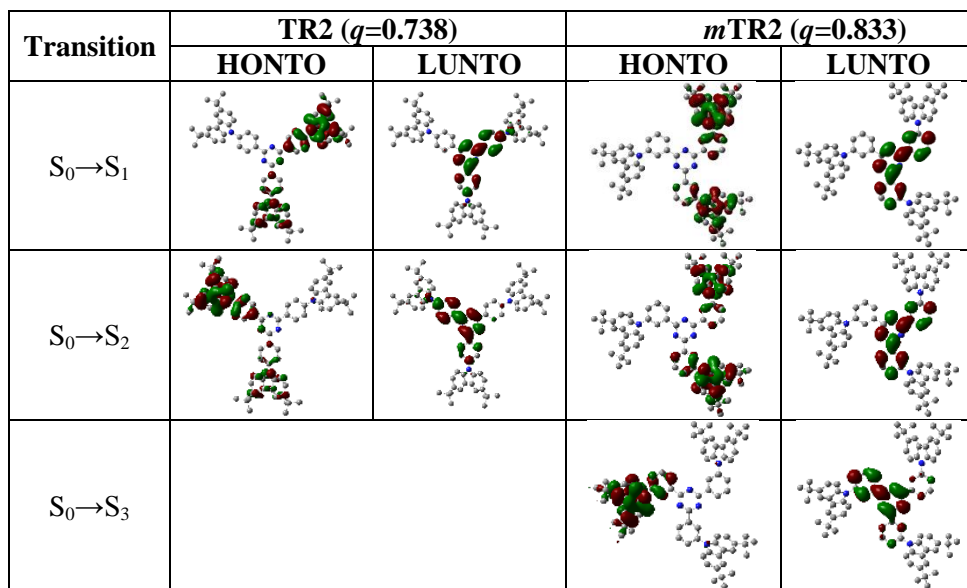 Transition
TR2 (q=0.738)
mTR2 (q=0.833)
HONTO
LUNTO
HONTO
LUNTO
S₀→S₁
S₀→S₂
S₀→S₃